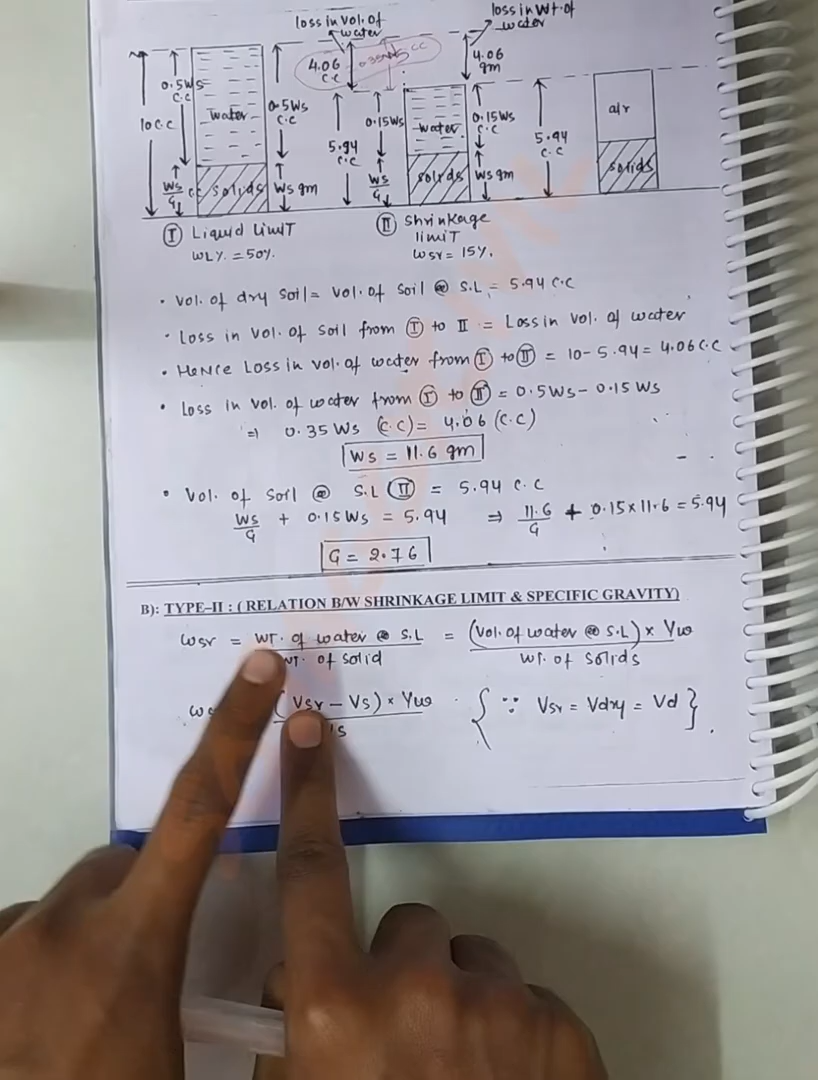 loss in vol. of water
loss in wt. of water
4.06 c.c
4.06 gm
0.5Ws c.c
10 c.c
water
0.5Ws c.c
5.94 c.c
0.15Ws
water
0.15Ws c.c
5.94 c.c
air
Ws/G cc
solids
Ws gm
Ws/G
solids
Ws gm
solids
Ⓘ Liquid limiT
WL% = 50%.
Ⓘⓘ Shrinkage limiT
wsr = 15%.
• Vol. of dry soil = Vol. of soil @ S.L = 5.94 c.c
• Loss in vol. of soil from Ⓘ to II = Loss in vol. of water
• Hence Loss in vol. of water from Ⓘ to Ⅱ = 10 - 5.94 = 4.06 c.c
• Loss in vol. of water from Ⓘ to Ⅱ = 0.5Ws - 0.15 Ws
⇒ 0.35 Ws (c.c) = 4.06 (c.c)
Ws = 11.6 gm
• Vol. of soil @ S.L Ⅱ = 5.94 c.c
Ws/G + 0.15Ws = 5.94 ⇒ 11.6/G + 0.15 x 11.6 = 5.94
G = 2.76
B): TYPE–II : ( RELATION B/W SHRINKAGE LIMIT & SPECIFIC GRAVITY)
wsr = WT. of water @ S.L / wT. of solid = (Vol. of water @ S.L) x γw / wT. of solids
(Vsr - Vs) x γw { ∵ Vsr = Vdry = Vd }.